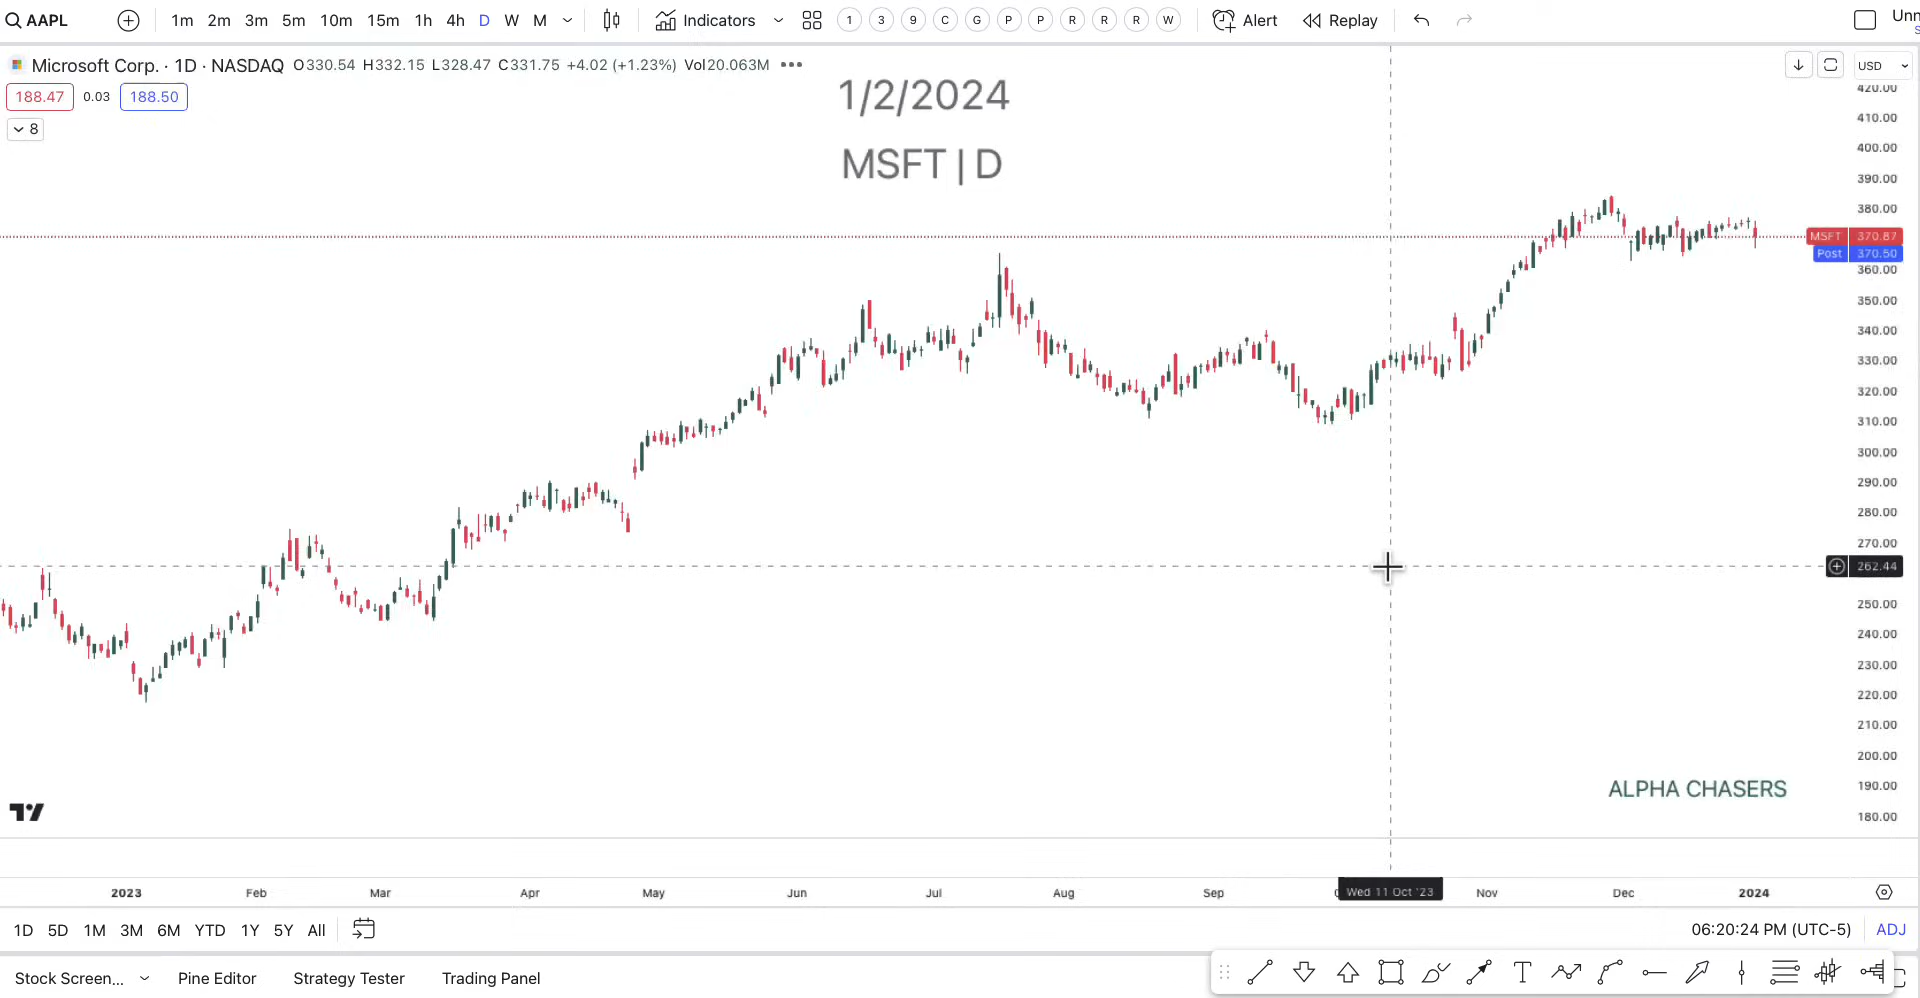 AAPL 1m 2m 3m 5m 10m 15m 1h 4h D W M Indicators 1 3 9 C G P P R R R W Alert Replay
Microsoft Corp. · 1D · NASDAQ O330.54 H332.15 L328.47 C331.75 +4.02 (+1.23%) Vol20.063M USD
188.47 0.03 188.50
8
1/2/2024
MSFT | D
420.00
410.00
400.00
390.00
380.00
MSFT 370.87
Post 370.50
360.00
350.00
340.00
330.00
320.00
310.00
300.00
290.00
280.00
270.00
262.44
250.00
240.00
230.00
220.00
210.00
200.00
190.00
180.00
ALPHA CHASERS
2023 Feb Mar Apr May Jun Jul Aug Sep Wed 11 Oct '23 Nov Dec 2024
1D 5D 1M 3M 6M YTD 1Y 5Y All 06:20:24 PM (UTC-5) ADJ
Stock Screen... Pine Editor Strategy Tester Trading Panel